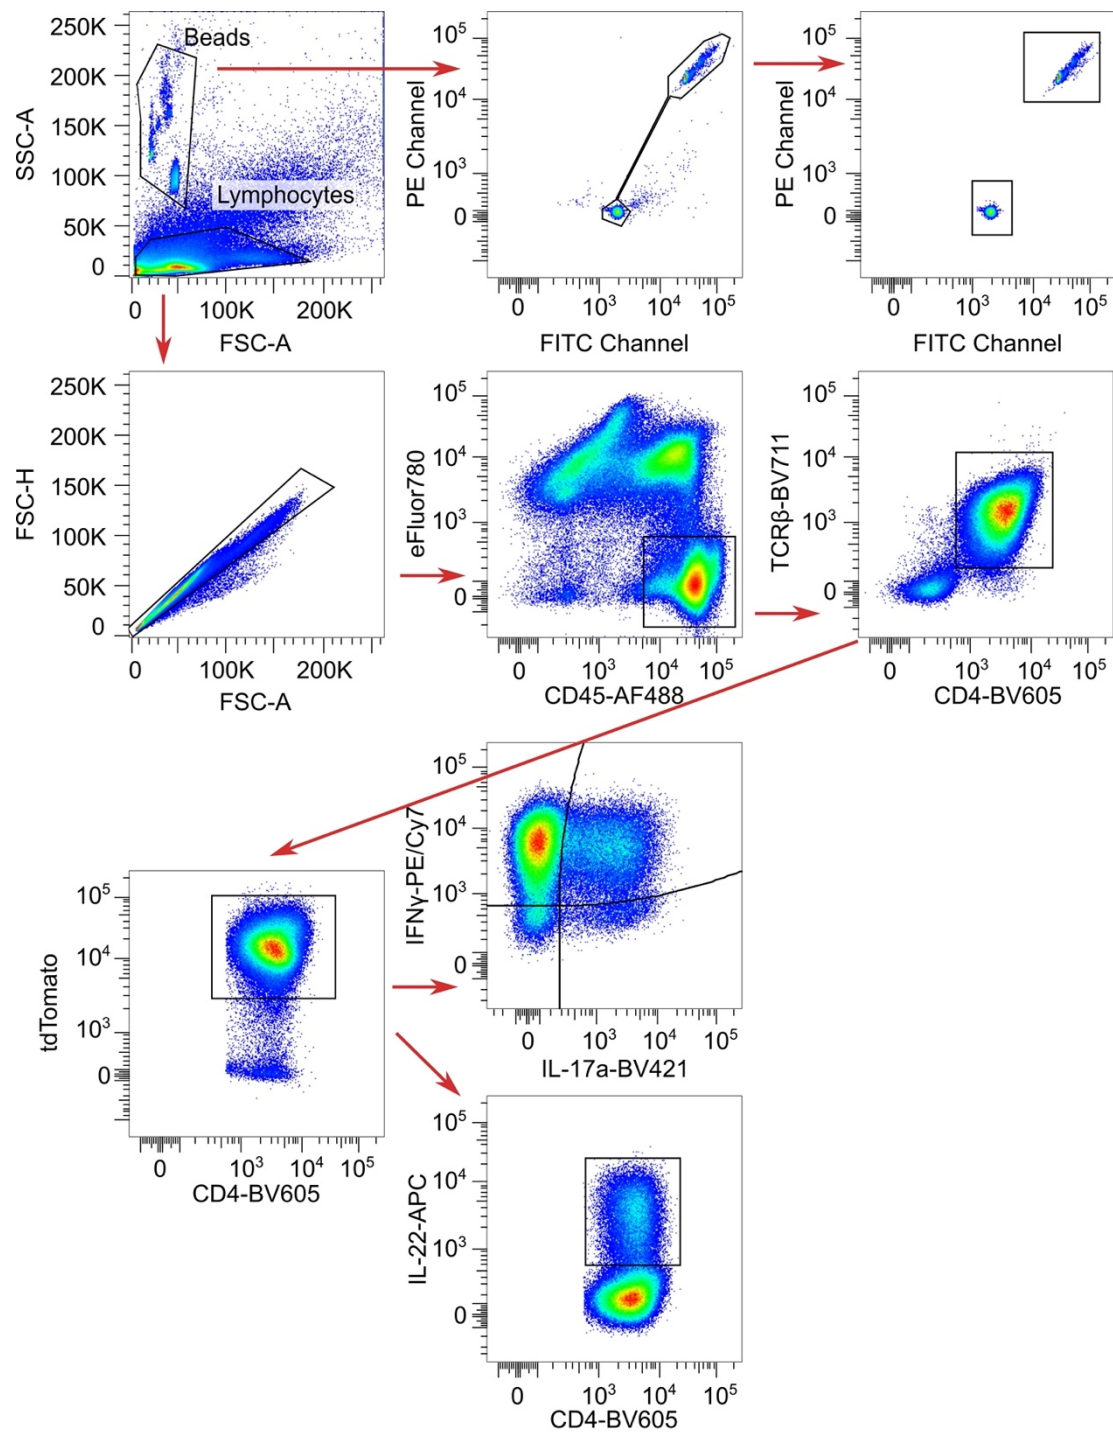 250K
200K
150K
100K
50K
0
SSC-A
Beads
Lymphocytes
0 100K 200K
FSC-A
10^5
10^4
10^3
0
PE Channel
10^3 10^4 10^5
FITC Channel
10^5
10^4
10^3
0
PE Channel
0 10^3 10^4 10^5
FITC Channel
250K
200K
150K
100K
50K
0
FSC-H
0 100K 200K
FSC-A
10^5
10^4
10^3
0
eFluor780
0 10^3 10^4 10^5
CD45-AF488
10^5
10^4
10^3
0
TCRβ-BV711
0 10^3 10^4 10^5
CD4-BV605
10^5
10^4
10^3
0
IFNγ-PE/Cy7
0 10^3 10^4 10^5
IL-17a-BV421
10^5
10^4
10^3
0
tdTomato
0 10^3 10^4 10^5
CD4-BV605
10^5
10^4
10^3
0
IL-22-APC
0 10^3 10^4 10^5
CD4-BV605